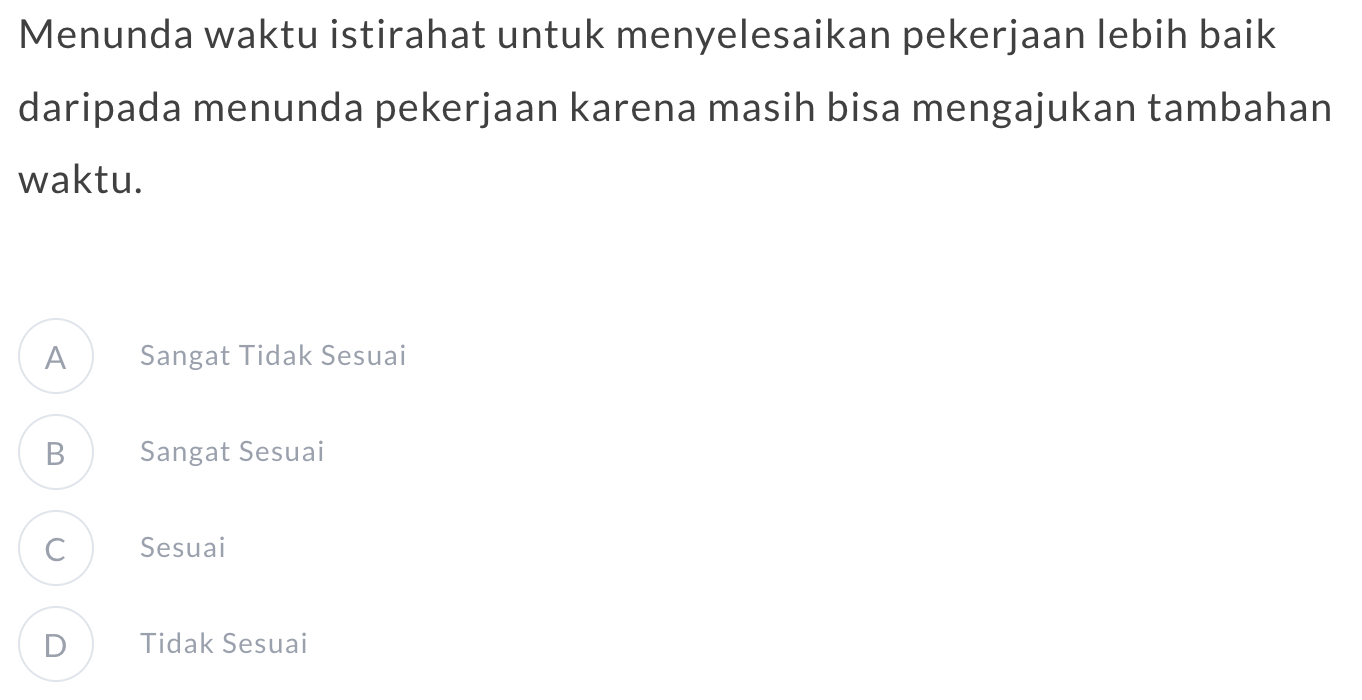 Menunda waktu istirahat untuk menyelesaikan pekerjaan lebih baik
daripada menunda pekerjaan karena masih bisa mengajukan tambahan
waktu.
A Sangat Tidak Sesuai
B Sangat Sesuai
C Sesuai
D Tidak Sesuai